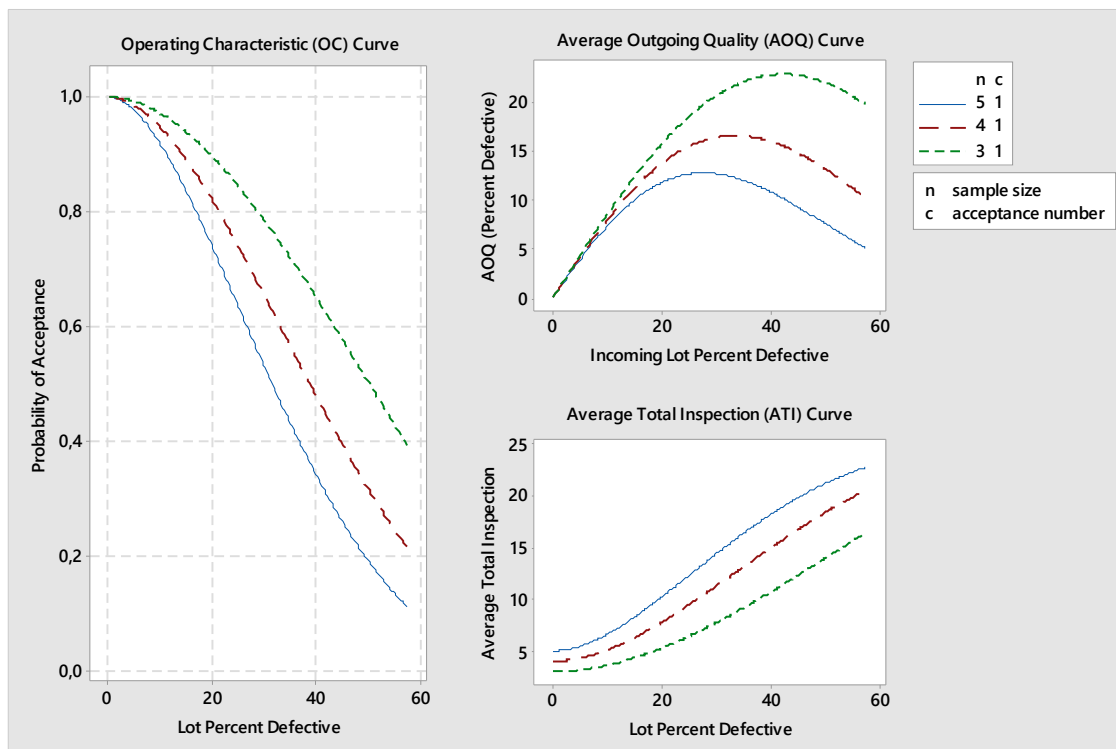 Operating Characteristic (OC) Curve
Probability of Acceptance
1,0
0,8
0,6
0,4
0,2
0,0
0 20 40 60
Lot Percent Defective
Average Outgoing Quality (AOQ) Curve
AOQ (Percent Defective)
20
15
10
5
0
0 20 40 60
Incoming Lot Percent Defective
Average Total Inspection (ATI) Curve
Average Total Inspection
25
20
15
10
5
0 20 40 60
Lot Percent Defective
n c
5 1
4 1
3 1
n sample size
c acceptance number